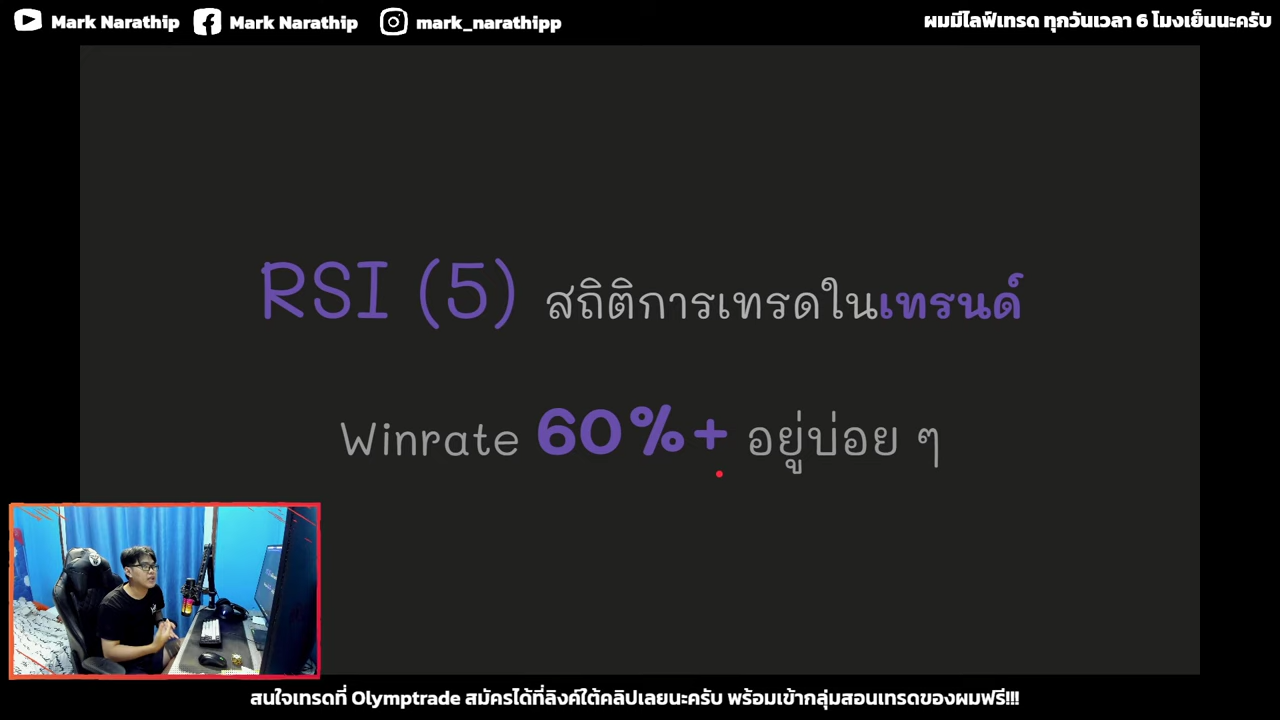 Mark Narathip Mark Narathip mark_narathipp ผมมีไลฟ์เทรด ทุกวันเวลา 6 โมงเย็นนะครับ
RSI (5) สถิติการเทรดในเทรนด์
Winrate 60%+ อยู่บ่อย ๆ
สนใจเทรดที่ Olymptrade สมัครได้ที่ลิงค์ใต้คลิปเลยนะครับ พร้อมเข้ากลุ่มสอนเทรดของผมฟรี!!!